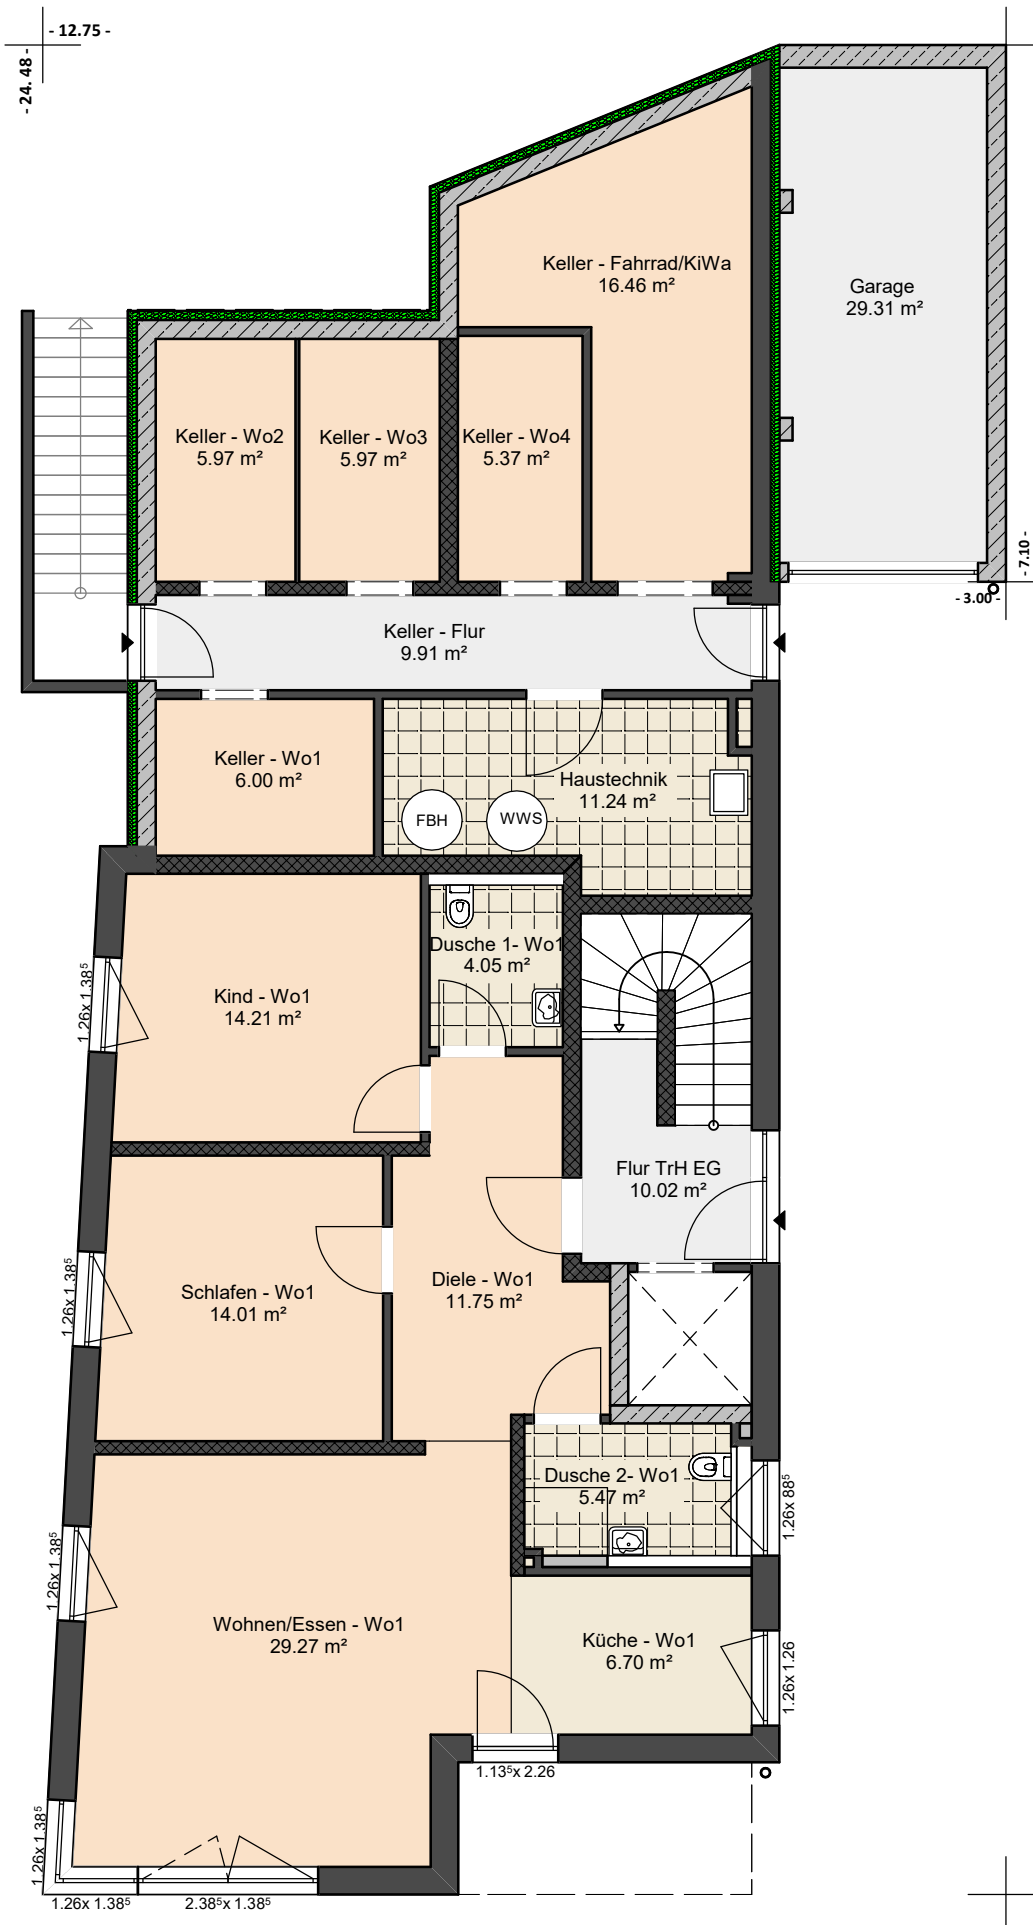 - 12.75 -
- 24.48 -
Keller - Fahrrad/KiWa
16.46 m²
Garage
29.31 m²
Keller - Wo2
5.97 m²
Keller - Wo3
5.97 m²
Keller - Wo4
5.37 m²
- 7.10 -
- 3.00 -
Keller - Flur
9.91 m²
Keller - Wo1
6.00 m²
Haustechnik
11.24 m²
FBH
WWS
Dusche 1- Wo1
4.05 m²
Kind - Wo1
14.21 m²
1.26x 1.38⁵
Flur TrH EG
10.02 m²
Schlafen - Wo1
14.01 m²
1.26x 1.38⁵
Diele - Wo1
11.75 m²
Dusche 2- Wo1
5.47 m²
1.26x 88⁵
1.26x 1.38⁵
Wohnen/Essen - Wo1
29.27 m²
Küche - Wo1
6.70 m²
1.26x 1.26
1.13⁵x 2.26
1.26x 1.38⁵
1.26x 1.38⁵
2.38⁵x 1.38⁵